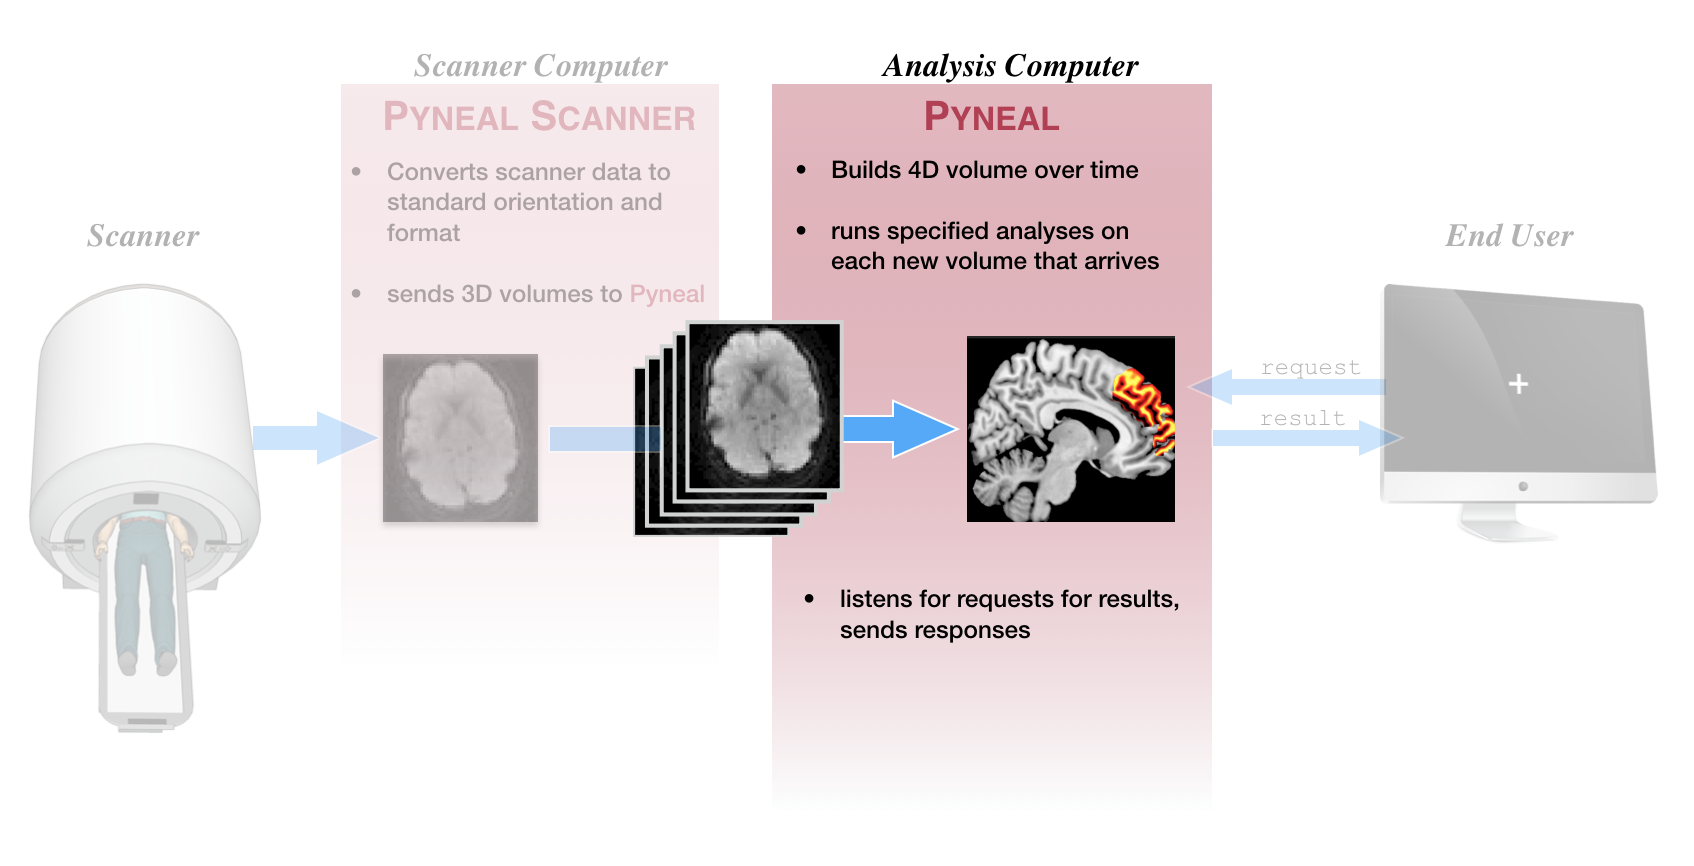 Scanner Computer
PYNEAL SCANNER
• Converts scanner data to
standard orientation and
format
• sends 3D volumes to Pyneal
Scanner
Analysis Computer
PYNEAL
• Builds 4D volume over time
• runs specified analyses on
each new volume that arrives
• listens for requests for results,
sends responses
End User
request
result